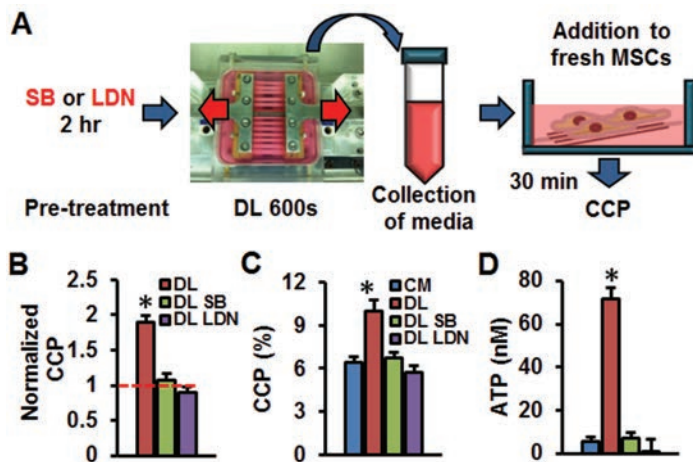 A
SB or LDN
2 hr
Pre-treatment
DL 600s
Collection
of media
Addition to
fresh MSCs
30 min
CCP
B
Normalized
CCP
2.5
2
1.5
1
0.5
0
*
DL
DL SB
DL LDN
C
CCP (%)
12
9
6
3
0
*
CM
DL
DL SB
DL LDN
D
ATP (nM)
80
60
40
20
0
*